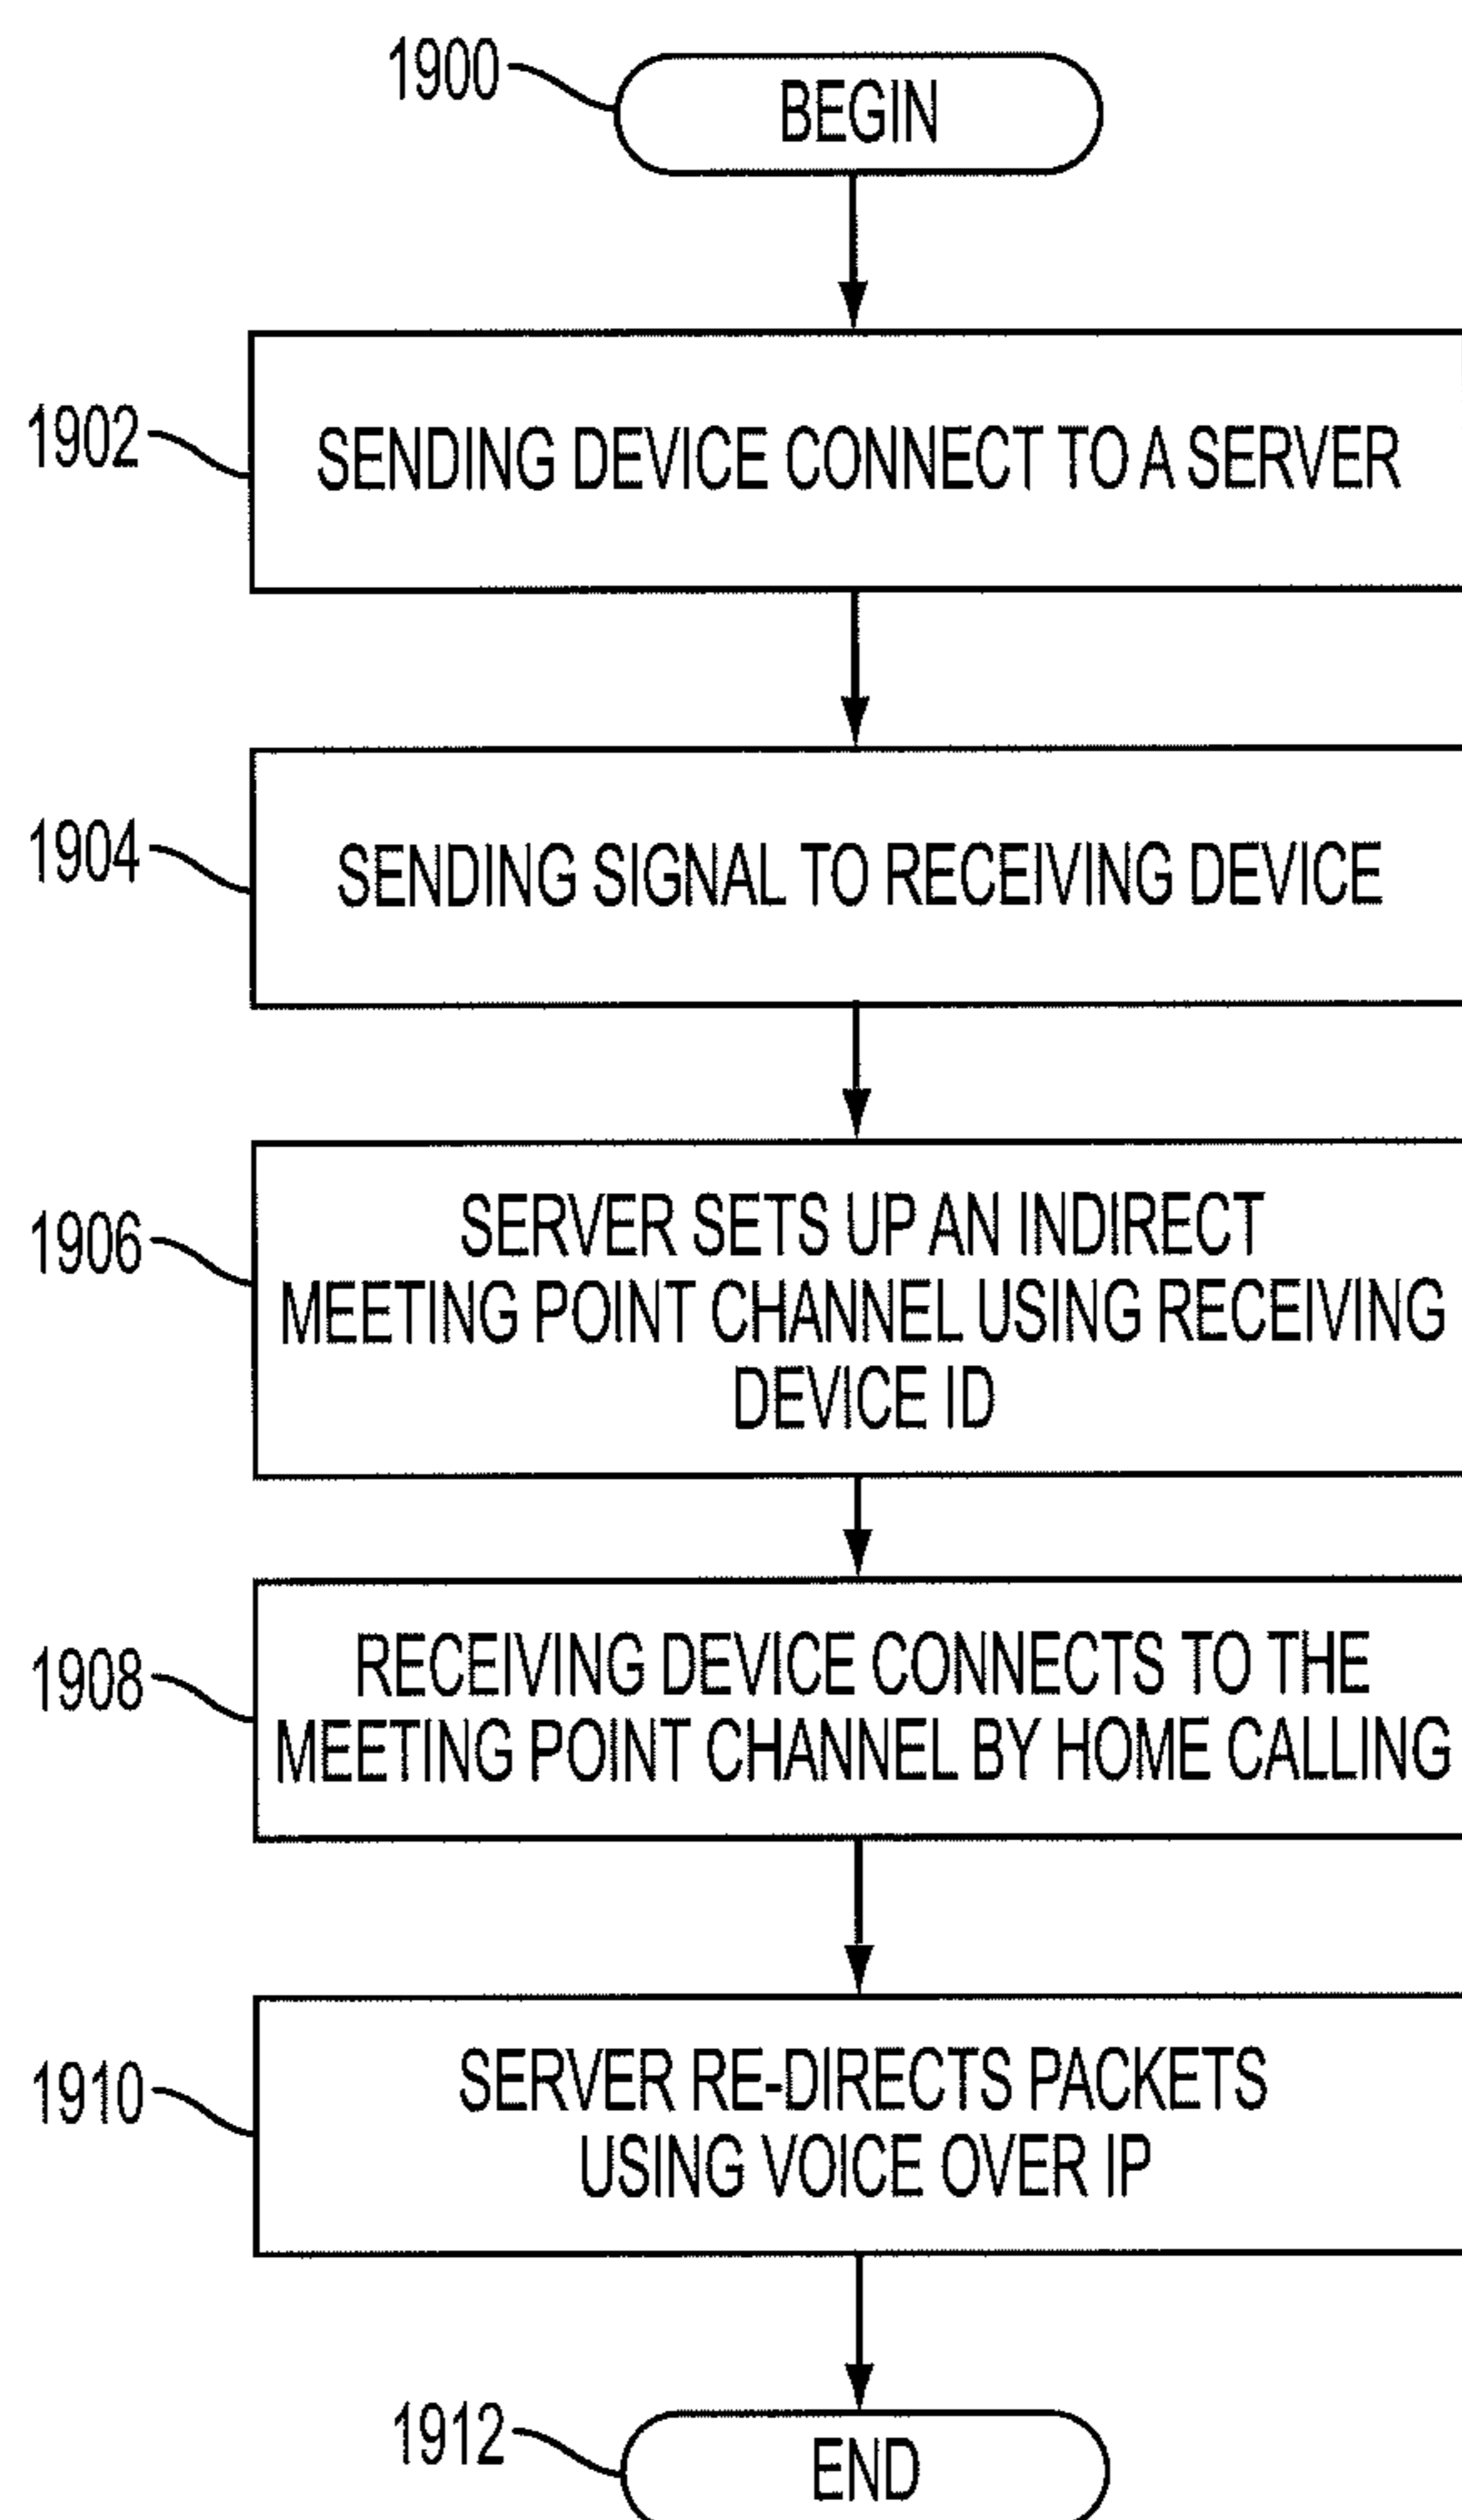 1900
BEGIN
1902
SENDING DEVICE CONNECT TO A SERVER
1904
SENDING SIGNAL TO RECEIVING DEVICE
1906
SERVER SETS UP AN INDIRECT
MEETING POINT CHANNEL USING RECEIVING
DEVICE ID
1908
RECEIVING DEVICE CONNECTS TO THE
MEETING POINT CHANNEL BY HOME CALLING
1910
SERVER RE-DIRECTS PACKETS
USING VOICE OVER IP
1912
END